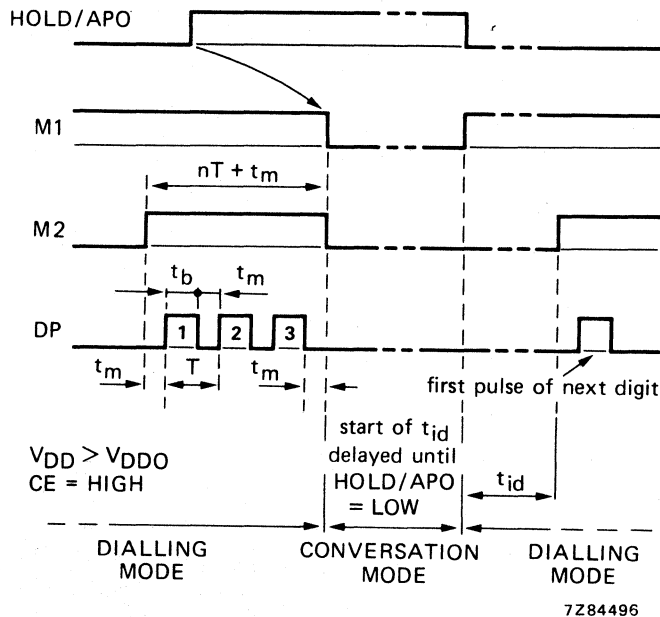 HOLD/APO
M1
nT + tm
M2
tb
tm
DP
1
2
3
tm
T
tm
first pulse of next digit
start of tid
delayed until
HOLD/APO
= LOW
VDD > VDDO
CE = HIGH
tid
DIALLING
MODE
CONVERSATION
MODE
DIALLING
MODE
7Z84496